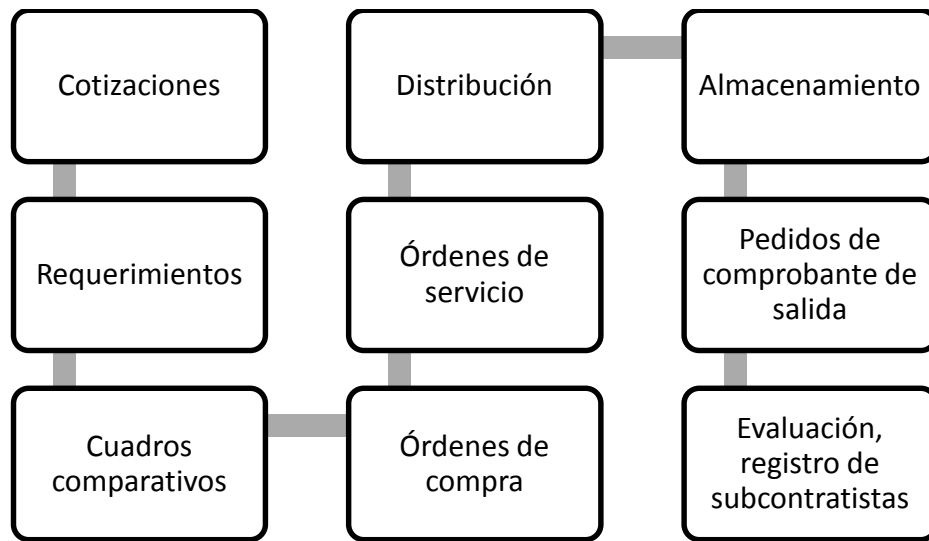 Cotizaciones
Requerimientos
Cuadros
comparativos
Órdenes de
compra
Órdenes de
servicio
Distribución
Almacenamiento
Pedidos de
comprobante de
salida
Evaluación,
registro de
subcontratistas